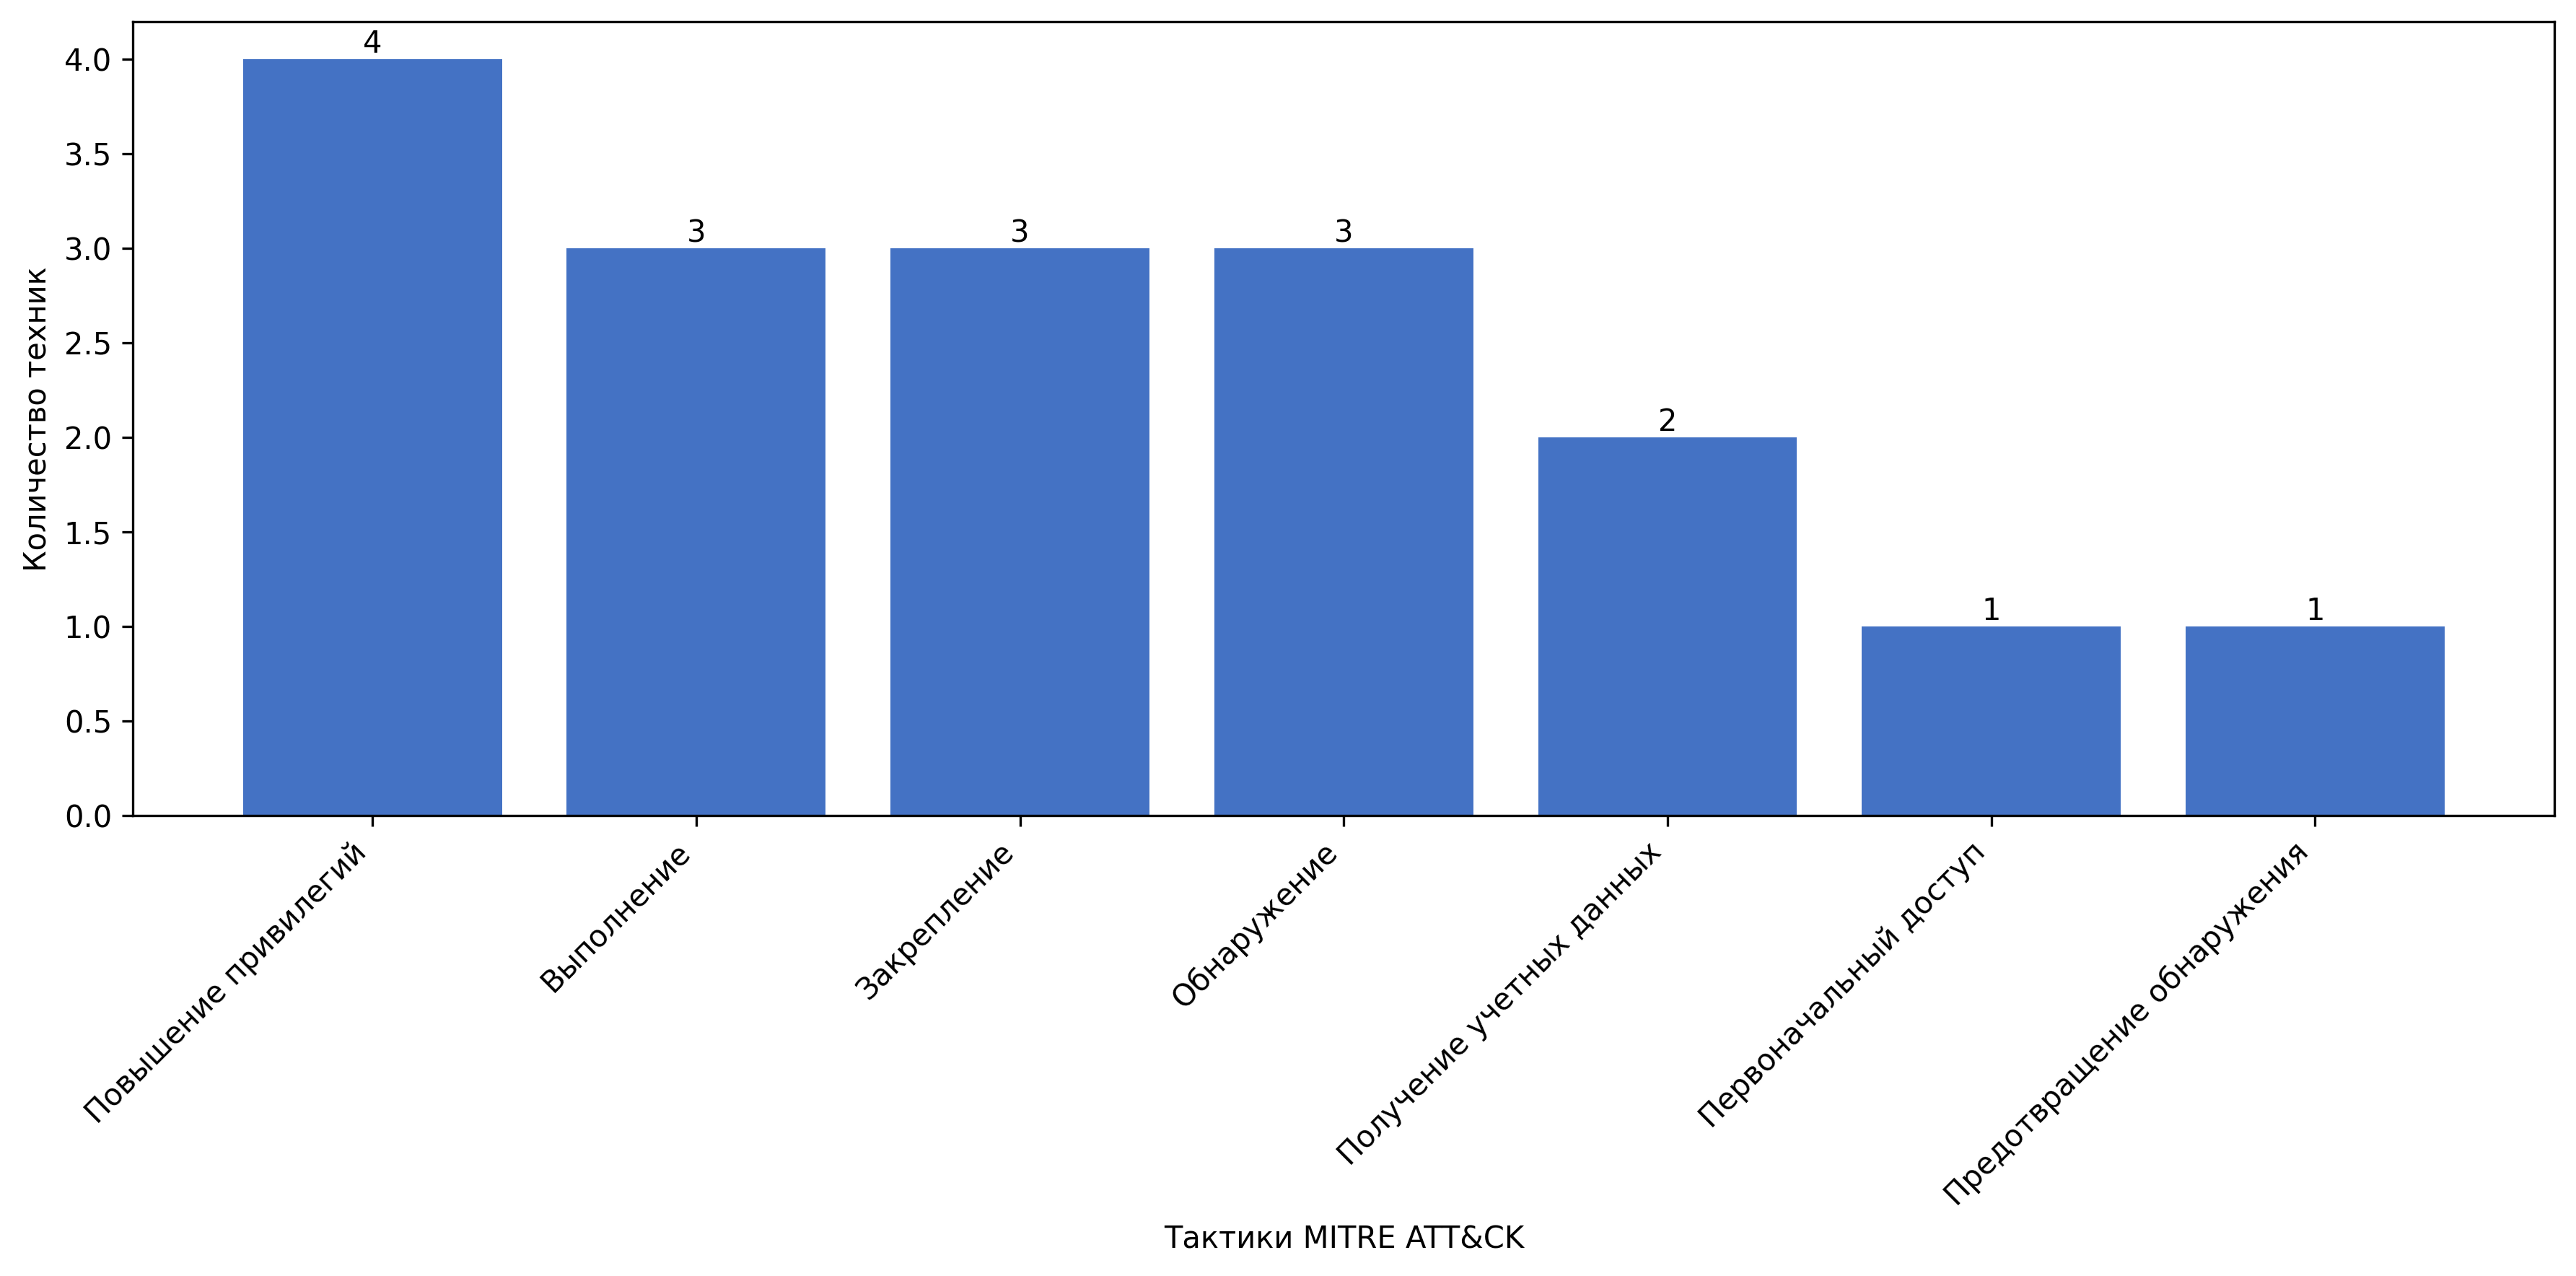 Количество техник
4.0
3.5
3.0
2.5
2.0
1.5
1.0
0.5
0.0
4
3
3
3
2
1
1
Повышение привилегий
Выполнение
Закрепление
Обнаружение
Получение учетных данных
Первоначальный доступ
Предотвращение обнаружения
Тактики MITRE ATT&CK